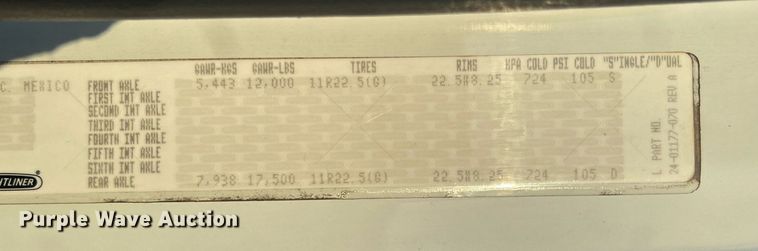 GAWR-KGS GAWR-LBS TIRES RIMS KPA COLD PSI COLD "S"INGLE/"D"UAL
C. MEXICO FRONT AXLE 5,443 12,000 11R22.5(G) 22.5X8.25 724 105 S
FIRST INT AXLE
SECOND INT AXLE
THIRD INT AXLE
FOURTH INT AXLE
FIFTH INT AXLE
SIXTH INT AXLE
REAR AXLE 7,938 17,500 11R22.5(G) 22.5X8.25 724 105 D
L PART NO.
24-01177-070 REV A
HTLINER
Purple Wave Auction